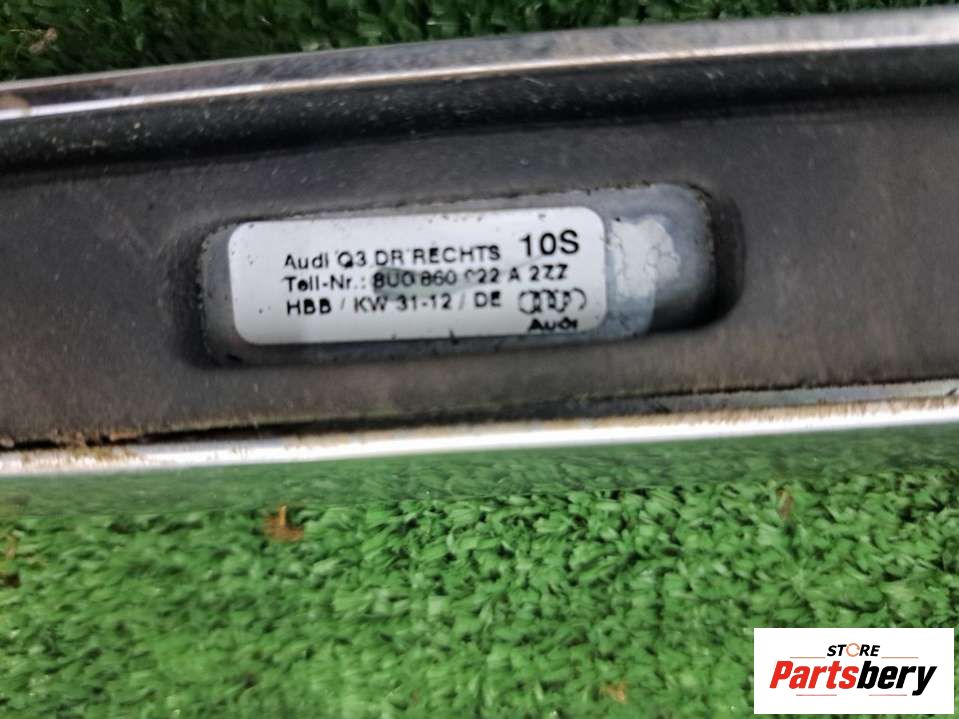 Audi Q3 DR RECHTS 10S
Teil-Nr.: 8U0 860 022 A 2ZZ
HBB / KW 31-12 / DE
Audi
STORE
Partsbery